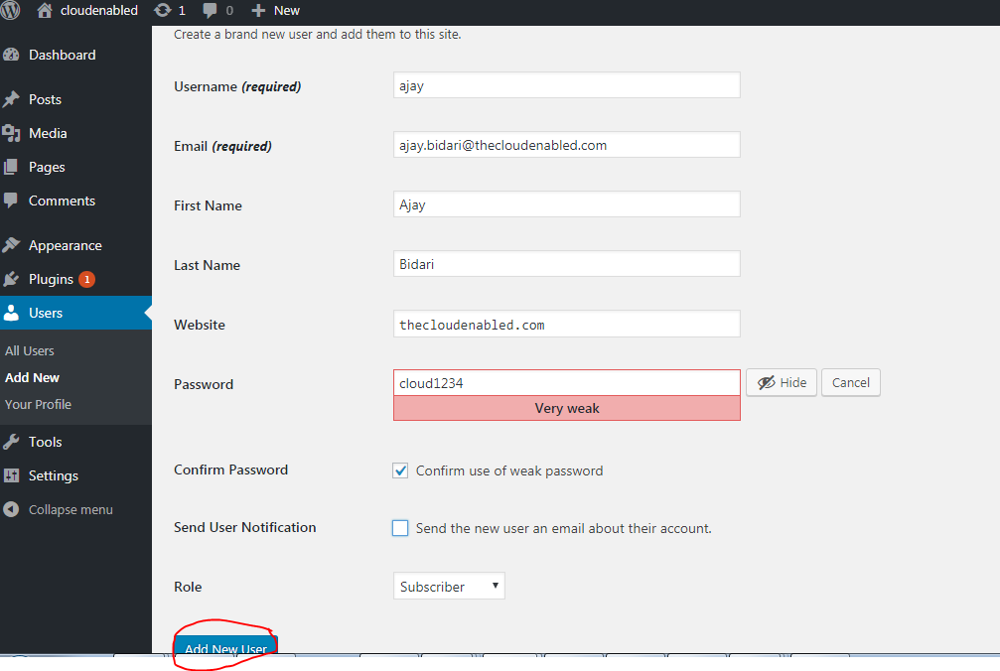 cloudenabled 1 0 New
Create a brand new user and add them to this site.
Dashboard
Posts
Media
Pages
Comments
Appearance
Plugins 1
Users
All Users
Add New
Your Profile
Tools
Settings
Collapse menu
Username (required) ajay
Email (required) ajay.bidari@thecloudenabled.com
First Name Ajay
Last Name Bidari
Website thecloudenabled.com
Password cloud1234 Hide Cancel
Very weak
Confirm Password Confirm use of weak password
Send User Notification Send the new user an email about their account.
Role Subscriber
Add New User